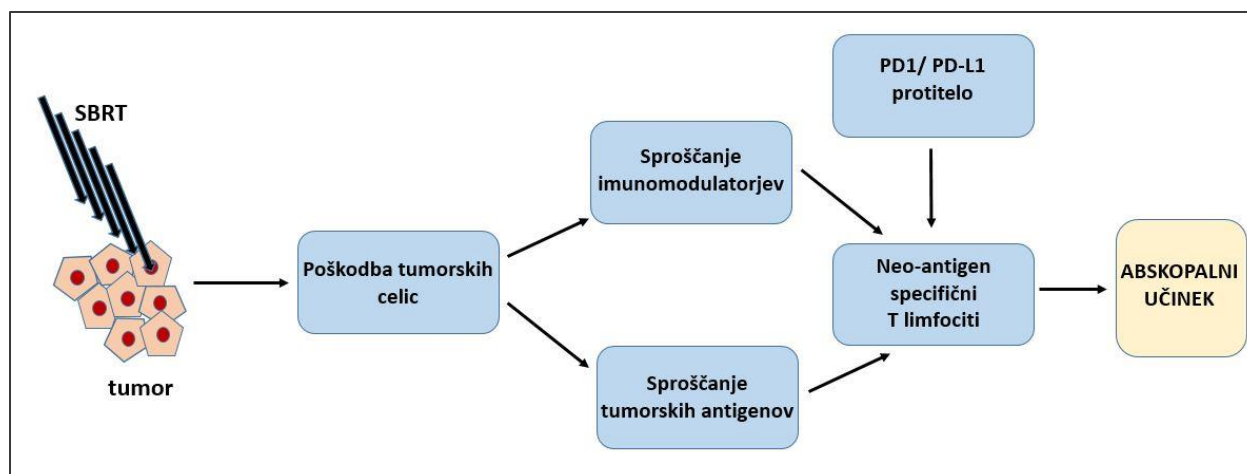 SBRT
tumor
Poškodba tumorskih
celic
Sproščanje
imunomodulatorjev
Sproščanje
tumorskih antigenov
PD1/ PD-L1
protitelo
Neo-antigen
specifični
T limfociti
ABSKOPALNI
UČINEK